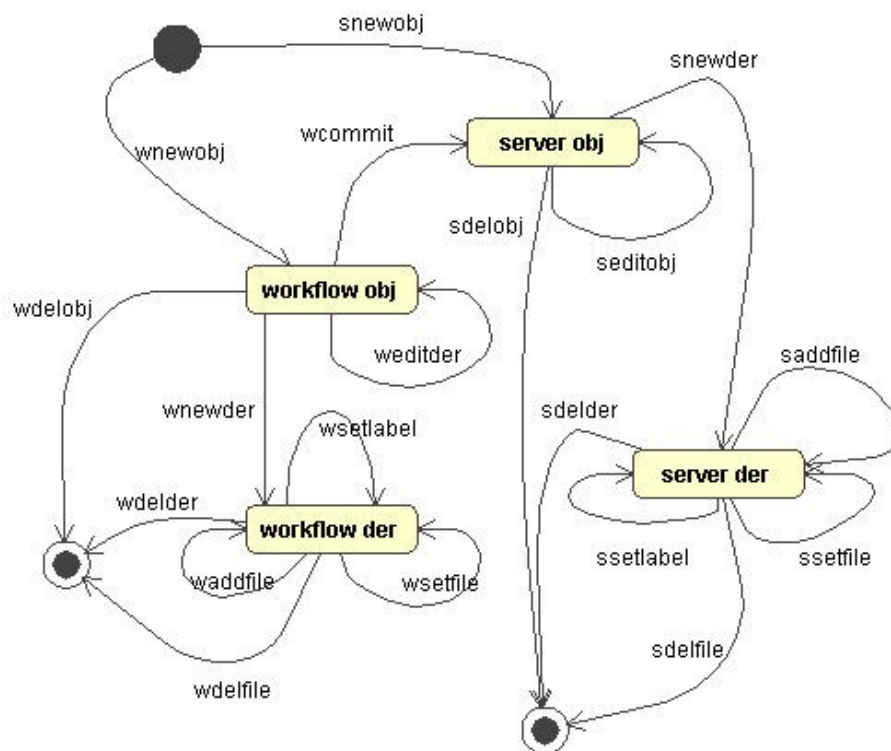 snewobj
snewder
wcommit
server obj
wnewobj
sdelobj
seditobj
workflow obj
wdelobj
weditder
saddfile
wnewder
sdelder
wsetlabel
server der
wdelder
workflow der
ssetlabel
ssetfile
waddfile
wsetfile
sdelfile
wdelfile